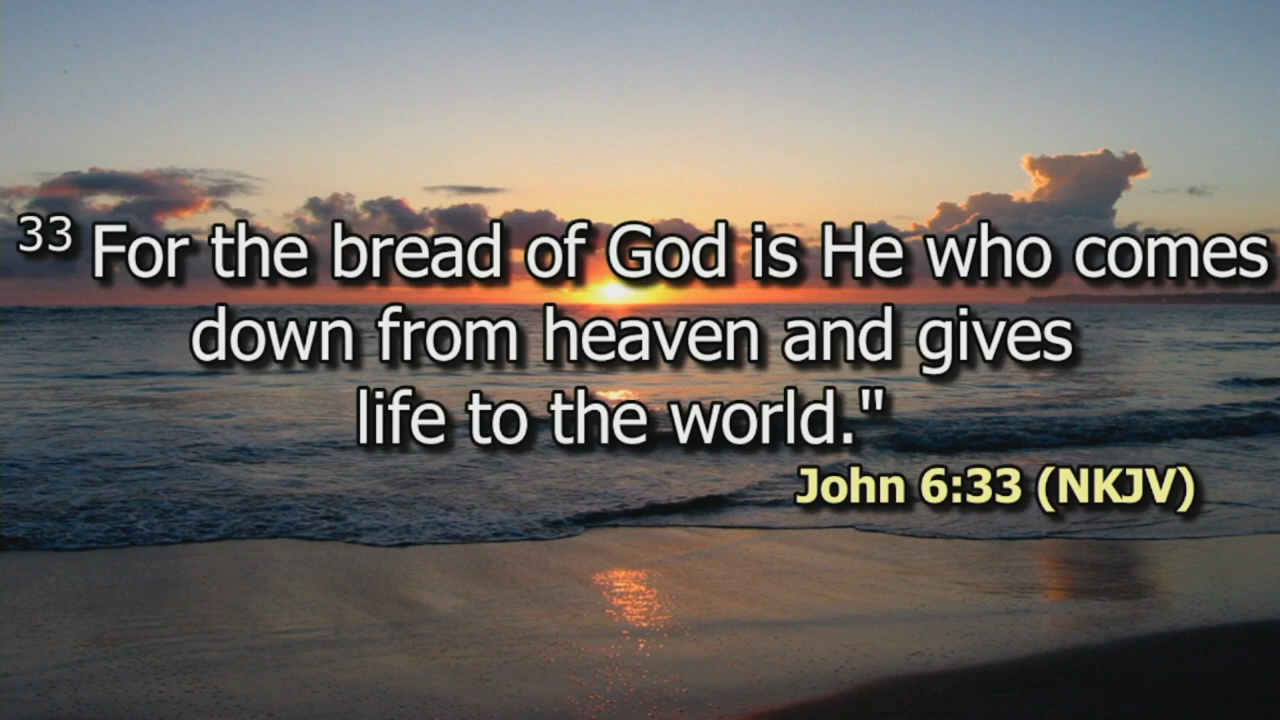 33 For the bread of God is He who comes
down from heaven and gives
life to the world."
John 6:33 (NKJV)